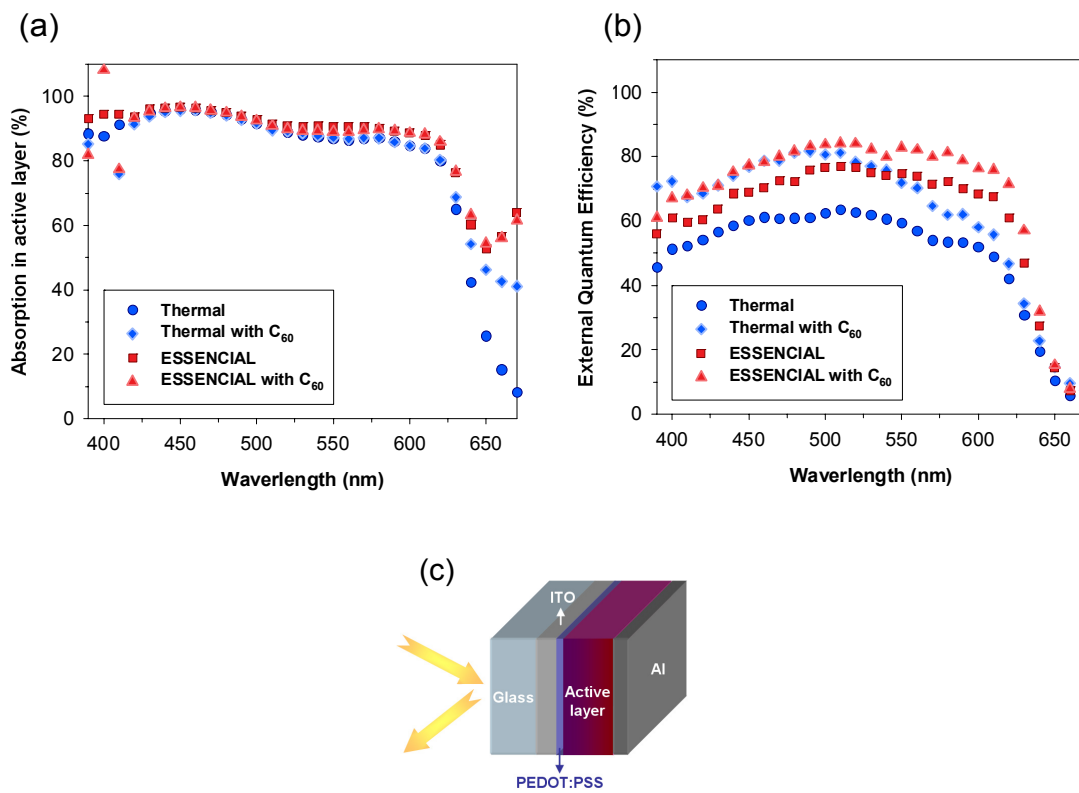 (a)
Absorption in active layer (%)
100
80
60
40
20
0
Thermal
Thermal with C60
ESSENCIAL
ESSENCIAL with C60
400 450 500 550 600 650
Waverlength (nm)
(b)
External Quantum Efficiency (%)
100
80
60
40
20
0
Thermal
Thermal with C60
ESSENCIAL
ESSENCIAL with C60
400 450 500 550 600 650
Waverlength (nm)
(c)
ITO
Glass
Active
layer
Al
PEDOT:PSS